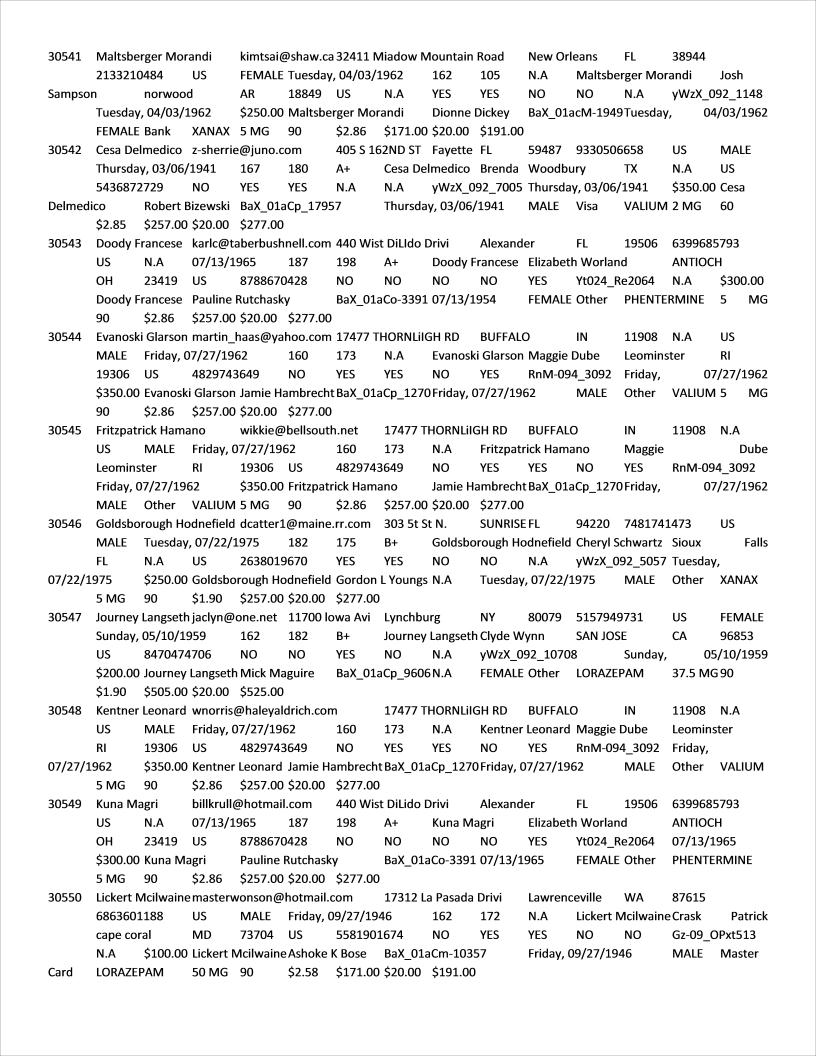 30541 Maltsberger Morandi kimtsai@shaw.ca 32411 Miadow Mountain Road New Orleans FL 38944
2133210484 US FEMALE Tuesday, 04/03/1962 162 105 N.A Maltsberger Morandi Josh
Sampson norwood AR 18849 US N.A YES YES NO NO N.A yWzX_092_1148
Tuesday, 04/03/1962 $250.00 Maltsberger Morandi Dionne Dickey BaX_01acM-1949 Tuesday, 04/03/1962
FEMALE Bank XANAX 5 MG 90 $2.86 $171.00 $20.00 $191.00
30542 Cesa Delmedico z-sherrie@juno.com 405 S 162ND ST Fayette FL 59487 9330506658 US MALE
Thursday, 03/06/1941 167 180 A+ Cesa Delmedico Brenda Woodbury TX N.A US
5436872729 NO YES YES N.A N.A yWzX_092_7005 Thursday, 03/06/1941 $350.00 Cesa
Delmedico Robert Bizewski BaX_01aCp_17957 Thursday, 03/06/1941 MALE Visa VALIUM 2 MG 60
$2.85 $257.00 $20.00 $277.00
30543 Doody Francese karlc@taberbushnell.com 440 Wist DiLIdo Drivi Alexander FL 19506 6399685793
US N.A 07/13/1965 187 198 A+ Doody Francese Elizabeth Worland ANTIOCH
OH 23419 US 8788670428 NO NO NO NO YES Yt024_Re2064 N.A $300.00
Doody Francese Pauline Rutchasky BaX_01aCo-3391 07/13/1954 FEMALE Other PHENTERMINE 5 MG
90 $2.86 $257.00 $20.00 $277.00
30544 Evanoski Glarson martin_haas@yahoo.com 17477 THORNLiIGH RD BUFFALO IN 11908 N.A US
MALE Friday, 07/27/1962 160 173 N.A Evanoski Glarson Maggie Dube Leominster RI
19306 US 4829743649 NO YES YES NO YES RnM-094_3092 Friday, 07/27/1962
$350.00 Evanoski Glarson Jamie Hambrecht BaX_01aCp_1270 Friday, 07/27/1962 MALE Other VALIUM 5 MG
90 $2.86 $257.00 $20.00 $277.00
30545 Fritzpatrick Hamano wikkie@bellsouth.net 17477 THORNLiIGH RD BUFFALO IN 11908 N.A
US MALE Friday, 07/27/1962 160 173 N.A Fritzpatrick Hamano Maggie Dube
Leominster RI 19306 US 4829743649 NO YES YES NO YES RnM-094_3092
Friday, 07/27/1962 $350.00 Fritzpatrick Hamano Jamie Hambrecht BaX_01aCp_1270 Friday, 07/27/1962
MALE Other VALIUM 5 MG 90 $2.86 $257.00 $20.00 $277.00
30546 Goldsborough Hodnefield dcatter1@maine.rr.com 303 5t St N. SUNRISE FL 94220 7481741473 US
MALE Tuesday, 07/22/1975 182 175 B+ Goldsborough Hodnefield Cheryl Schwartz Sioux Falls
FL N.A US 2638019670 YES YES NO NO N.A yWzX_092_5057 Tuesday,
07/22/1975 $250.00 Goldsborough Hodnefield Gordon L Youngs N.A Tuesday, 07/22/1975 MALE Other XANAX
5 MG 90 $1.90 $257.00 $20.00 $277.00
30547 Journey Langseth jaclyn@one.net 11700 Iowa Avi Lynchburg NY 80079 5157949731 US FEMALE
Sunday, 05/10/1959 162 182 B+ Journey Langseth Clyde Wynn SAN JOSE CA 96853
US 8470474706 NO NO YES NO N.A yWzX_092_10708 Sunday, 05/10/1959
$200.00 Journey Langseth Mick Maguire BaX_01aCp_9606 N.A FEMALE Other LORAZEPAM 37.5 MG 90
$1.90 $505.00 $20.00 $525.00
30548 Kentner Leonard wnorris@haleyaldrich.com 17477 THORNLiIGH RD BUFFALO IN 11908 N.A
US MALE Friday, 07/27/1962 160 173 N.A Kentner Leonard Maggie Dube Leominster
RI 19306 US 4829743649 NO YES YES NO YES RnM-094_3092 Friday,
07/27/1962 $350.00 Kentner Leonard Jamie Hambrecht BaX_01aCp_1270 Friday, 07/27/1962 MALE Other VALIUM
5 MG 90 $2.86 $257.00 $20.00 $277.00
30549 Kuna Magri billkrull@hotmail.com 440 Wist DiLido Drivi Alexander FL 19506 6399685793
US N.A 07/13/1965 187 198 A+ Kuna Magri Elizabeth Worland ANTIOCH
OH 23419 US 8788670428 NO NO NO NO YES Yt024_Re2064 07/13/1965
$300.00 Kuna Magri Pauline Rutchasky BaX_01aCo-3391 07/13/1965 FEMALE Other PHENTERMINE
5 MG 90 $2.86 $257.00 $20.00 $277.00
30550 Lickert Mcilwaine masterwonson@hotmail.com 17312 La Pasada Drivi Lawrenceville WA 87615
6863601188 US MALE Friday, 09/27/1946 162 172 N.A Lickert Mcilwaine Crask Patrick
cape coral MD 73704 US 5581901674 NO YES YES NO NO Gz-09_OPxt513
N.A $100.00 Lickert Mcilwaine Ashoke K Bose BaX_01aCm-10357 Friday, 09/27/1946 MALE Master
Card LORAZEPAM 50 MG 90 $2.58 $171.00 $20.00 $191.00